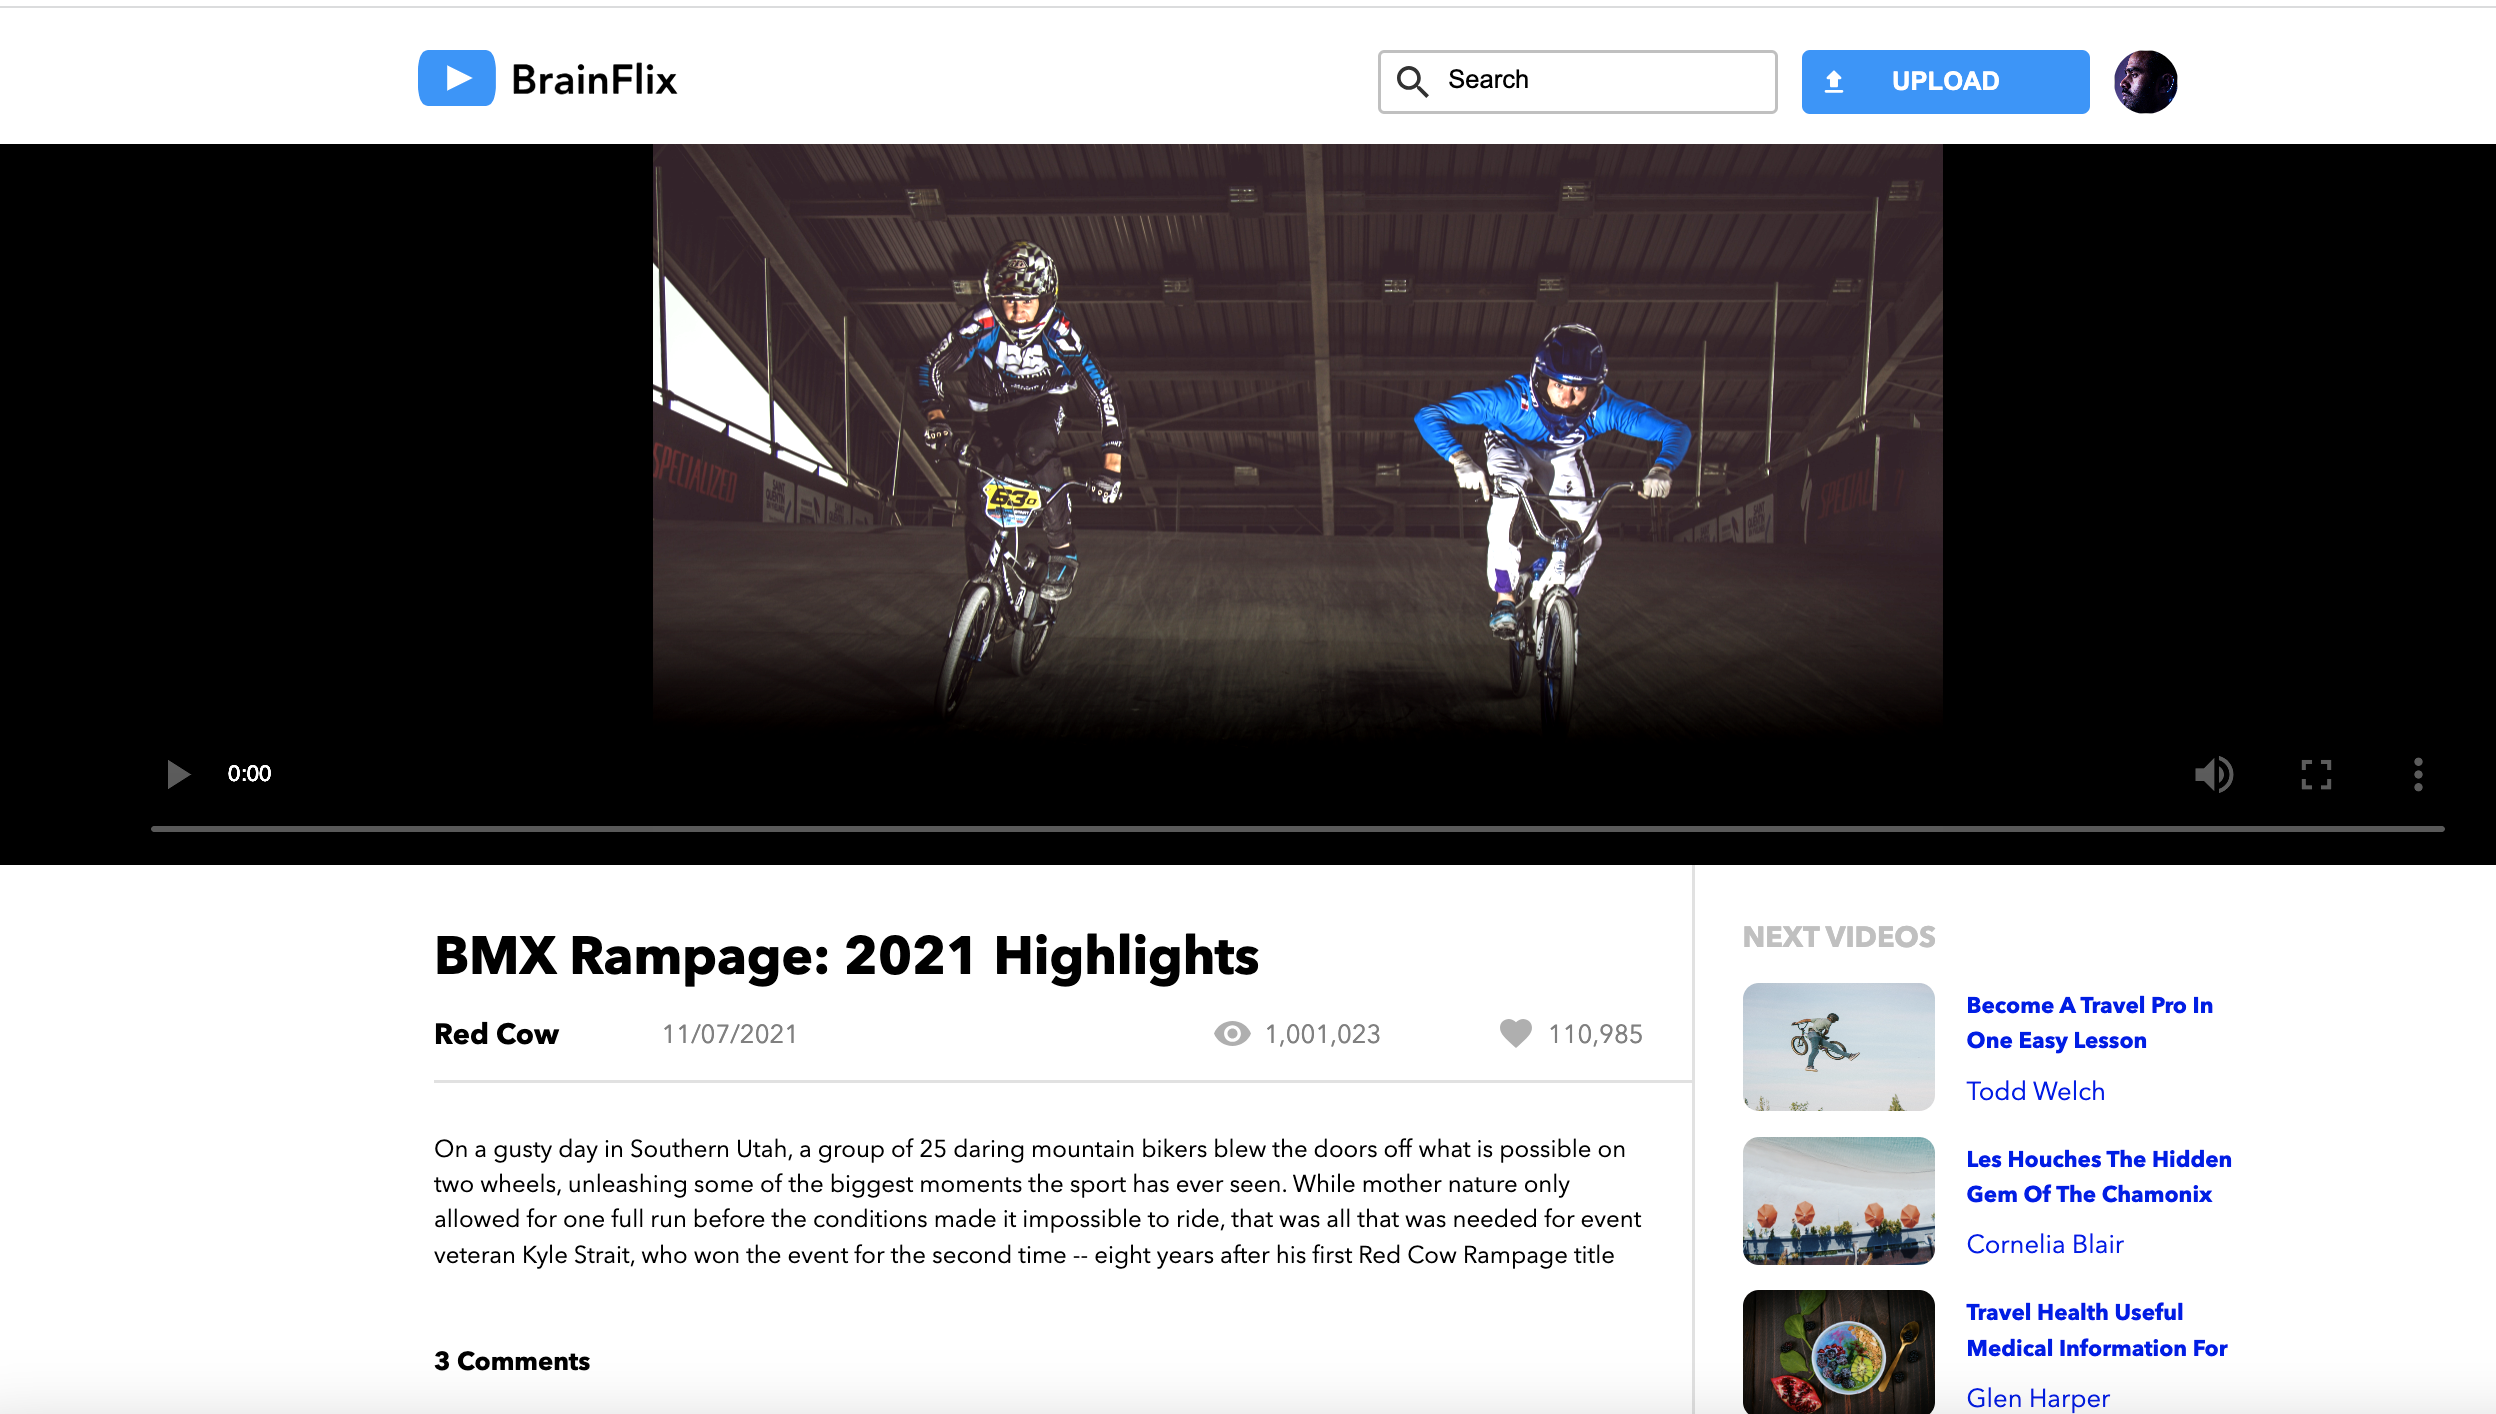 BrainFlix
Search
UPLOAD
SPECIALIZED
630
0:00
BMX Rampage: 2021 Highlights
Red Cow
11/07/2021
1,001,023
110,985
On a gusty day in Southern Utah, a group of 25 daring mountain bikers blew the doors off what is possible on
two wheels, unleashing some of the biggest moments the sport has ever seen. While mother nature only
allowed for one full run before the conditions made it impossible to ride, that was all that was needed for event
veteran Kyle Strait, who won the event for the second time -- eight years after his first Red Cow Rampage title
3 Comments
NEXT VIDEOS
Become A Travel Pro In
One Easy Lesson
Todd Welch
Les Houches The Hidden
Gem Of The Chamonix
Cornelia Blair
Travel Health Useful
Medical Information For
Glen Harper